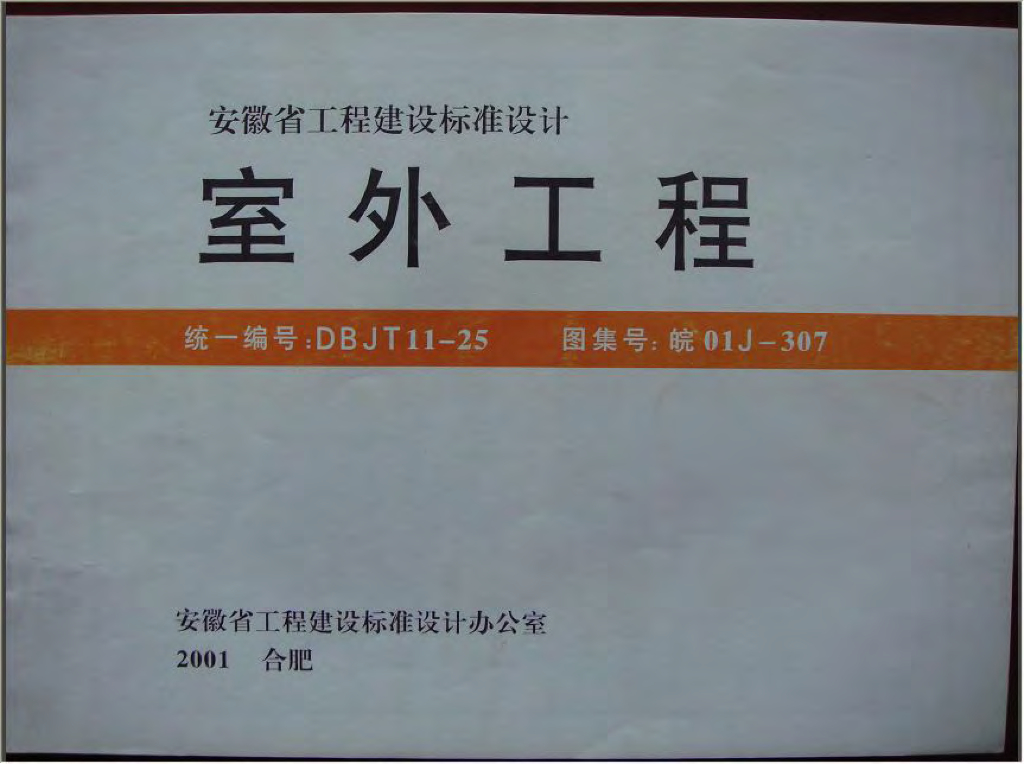 安徽省工程建设标准设计
室外工程
统一编号:DBJT11-25 图集号:皖01J-307
安徽省工程建设标准设计办公室
2001 合肥